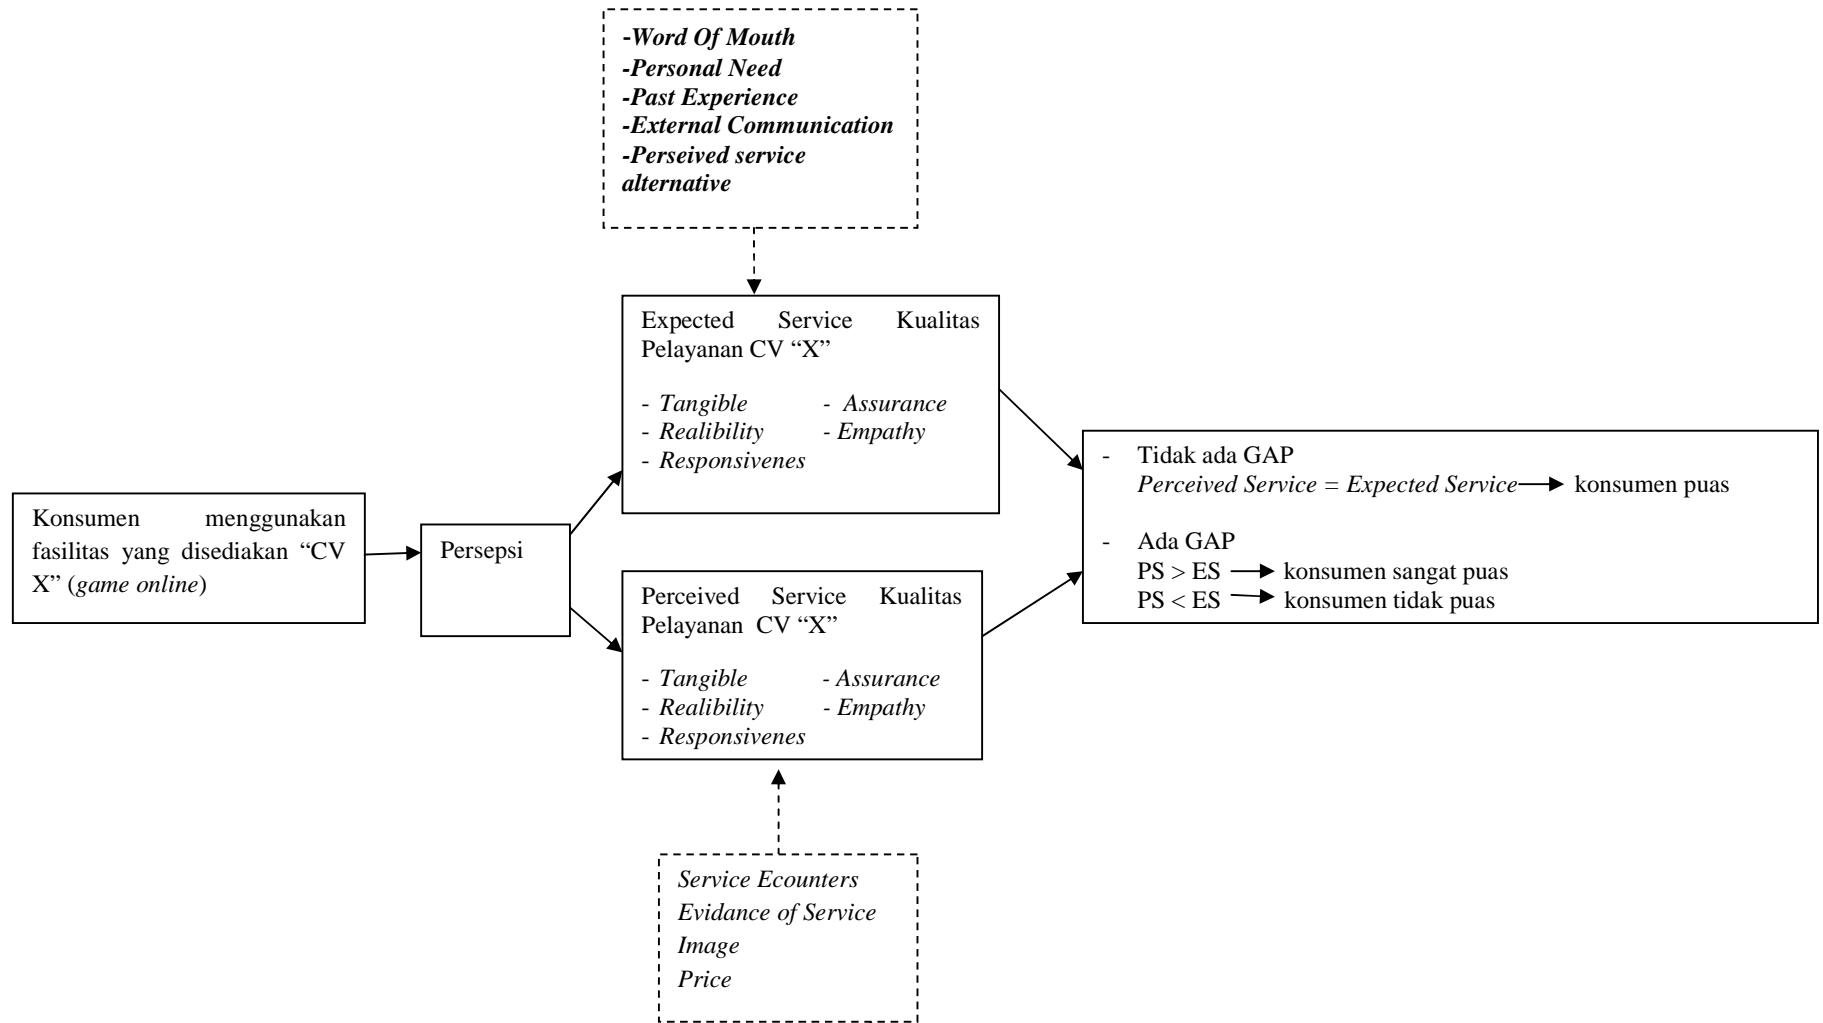 -Word Of Mouth
-Personal Need
-Past Experience
-External Communication
-Perseived service
alternative
Expected Service Kualitas
Pelayanan CV “X”
- Tangible - Assurance
- Realibility - Empathy
- Responsivenes
Konsumen menggunakan
fasilitas yang disediakan “CV
X” (game online)
Persepsi
Perceived Service Kualitas
Pelayanan CV “X”
- Tangible - Assurance
- Realibility - Empathy
- Responsivenes
- Tidak ada GAP
Perceived Service = Expected Service → konsumen puas
- Ada GAP
PS > ES → konsumen sangat puas
PS < ES → konsumen tidak puas
Service Ecounters
Evidance of Service
Image
Price